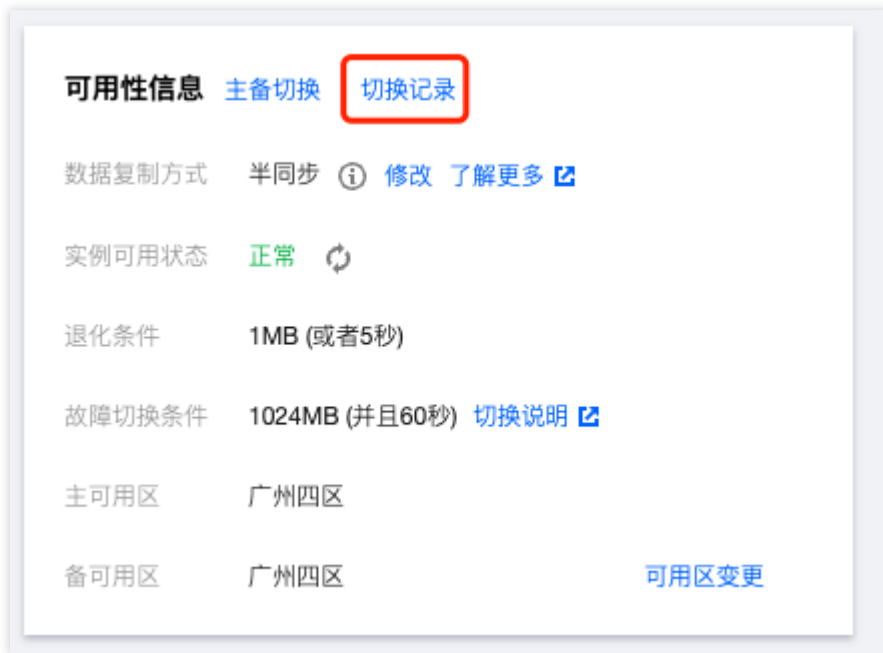 可用性信息 主备切换 切换记录
数据复制方式 半同步 修改 了解更多
实例可用状态 正常
退化条件 1MB (或者5秒)
故障切换条件 1024MB (并且60秒) 切换说明
主可用区 广州四区
备可用区 广州四区 可用区变更